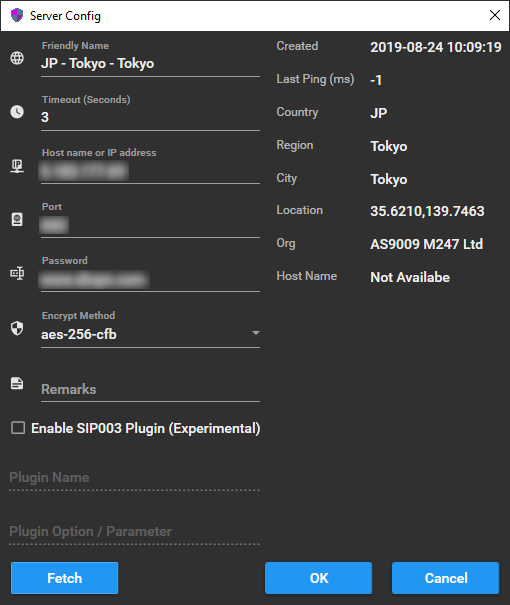 Server Config
Friendly Name
JP - Tokyo - Tokyo
Timeout (Seconds)
3
Host name or IP address
Port
Password
Encrypt Method
aes-256-cfb
Remarks
Enable SIP003 Plugin (Experimental)
Plugin Name
Plugin Option / Parameter
Created 2019-08-24 10:09:19
Last Ping (ms) -1
Country JP
Region Tokyo
City Tokyo
Location 35.6210,139.7463
Org AS9009 M247 Ltd
Host Name Not Availabe
Fetch OK Cancel